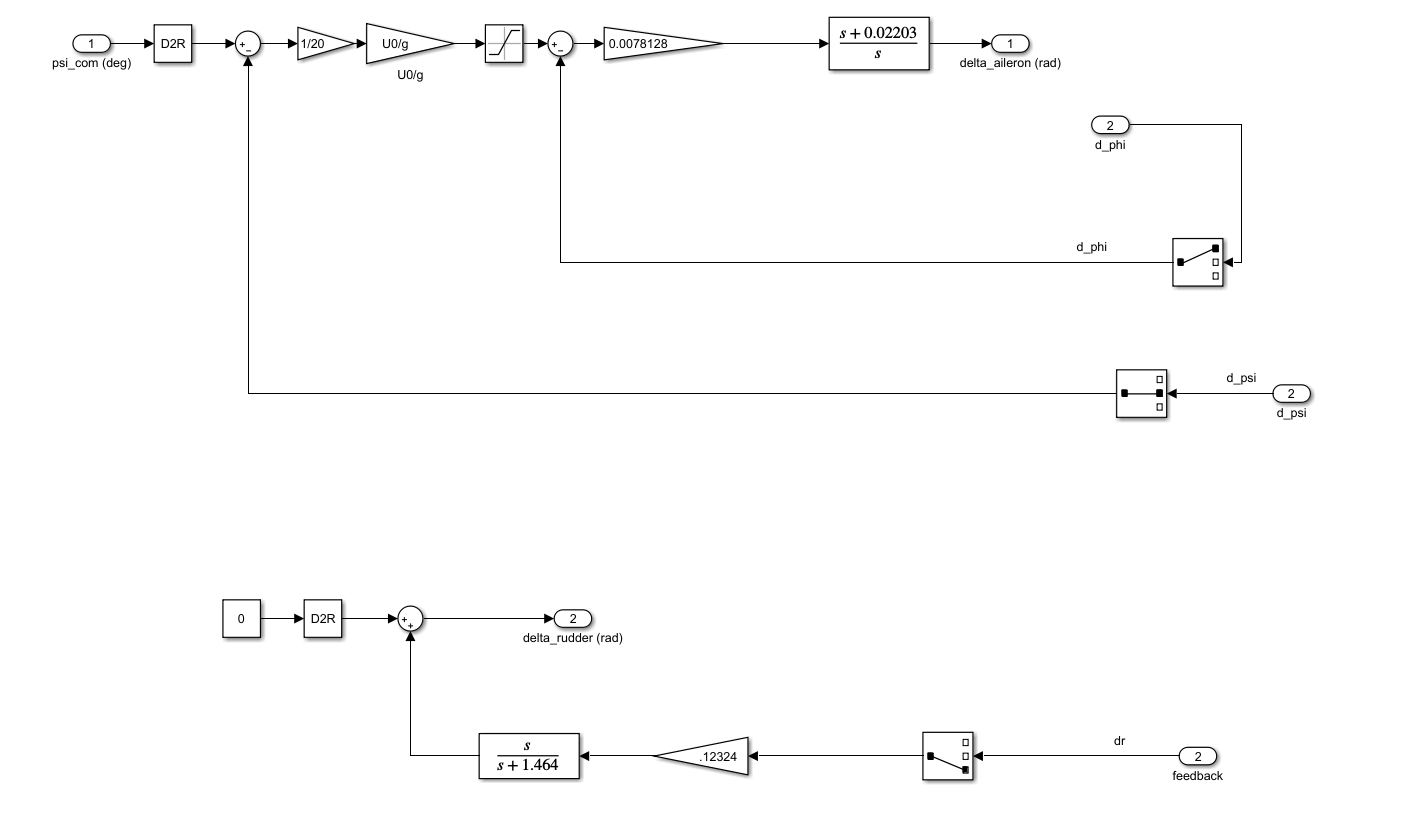 1
psi_com (deg)
D2R
+
−
1/20
U0/g
U0/g
+
−
0.0078128
s + 0.02203
s
1
delta_aileron (rad)
2
d_phi
d_phi
d_psi
2
d_psi
0
D2R
+
+
2
delta_rudder (rad)
s
s + 1.464
.12324
dr
2
feedback